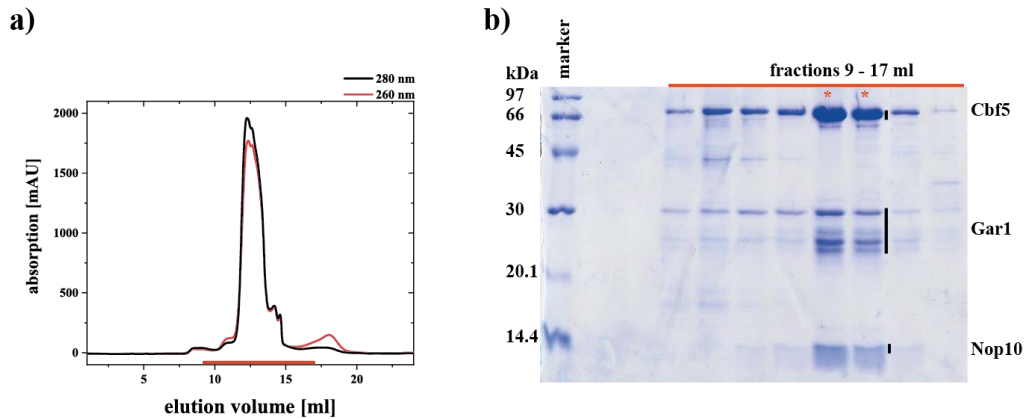 a)
280 nm
260 nm
absorption [mAU]
2000
1500
1000
500
0
5
10
15
20
elution volume [ml]
b)
marker
kDa
fractions 9 - 17 ml
97
* *
66
Cbf5
45
30
Gar1
20.1
14.4
Nop10